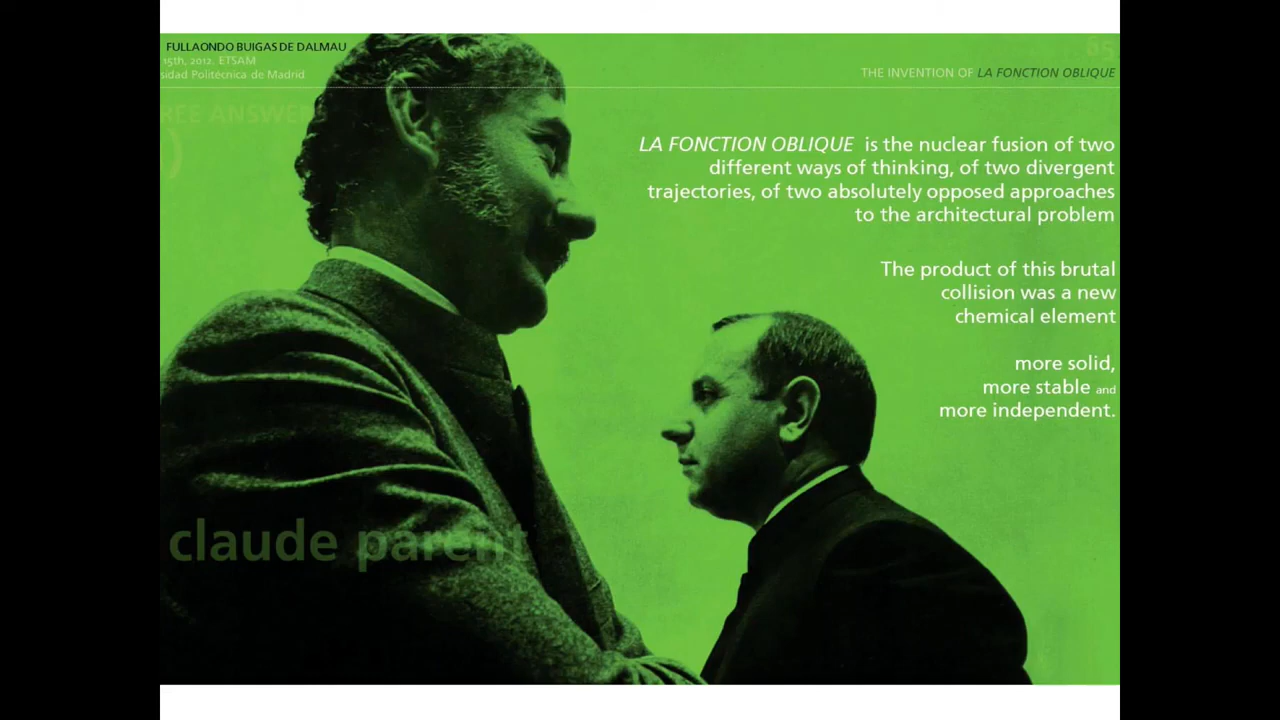 FULLAONDO BUIGAS DE DALMAU
15th, 2012. ETSAM
sidad Politécnica de Madrid
65
THE INVENTION OF LA FONCTION OBLIQUE
REE ANSWERS
)
LA FONCTION OBLIQUE is the nuclear fusion of two
different ways of thinking, of two divergent
trajectories, of two absolutely opposed approaches
to the architectural problem
The product of this brutal
collision was a new
chemical element
more solid,
more stable and
more independent.
claude parent